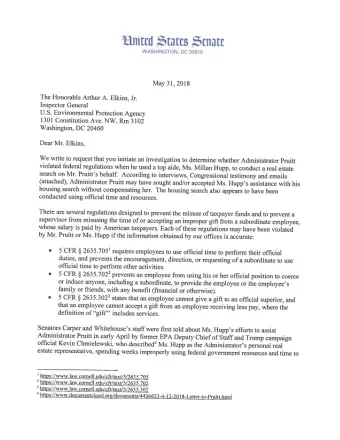 United States Senate
WASHINGTON, DC 20510
May 31, 2018
The Honorable Arthur A. Elkins, Jr.
Inspector General
U.S. Environmental Protection Agency
1301 Constitution Ave. NW, Rm 3102
Washington, DC 20460
Dear Mr. Elkins,
We write to request that you initiate an investigation to determine whether Administrator Pruitt
violated federal regulations when he used a top aide, Ms. Millan Hupp, to conduct a real estate
search on Mr. Pruitt's behalf. According to interviews, Congressional testimony and emails
(attached), Administrator Pruitt may have sought and/or accepted Ms. Hupp's assistance with his
housing search without compensating her. The housing search also appears to have been
conducted using official time and resources.
There are several regulations designed to prevent the misuse of taxpayer funds and to prevent a
supervisor from misusing the time of or accepting an improper gift from a subordinate employee,
whose salary is paid by American taxpayers. Each of these regulations may have been violated
by Mr. Pruitt or Ms. Hupp if the information obtained by our offices is accurate:
• 5 CFR § 2635.705¹ requires employees to use official time to perform their official
duties, and prevents the encouragement, direction, or requesting of a subordinate to use
official time to perform other activities.
• 5 CFR § 2635.702² prevents an employee from using his or her official position to coerce
or induce anyone, including a subordinate, to provide the employee or the employee's
family or friends, with any benefit (financial or otherwise).
• 5 CFR § 2635.302³ states that an employee cannot give a gift to an official superior, and
that an employee cannot accept a gift from an employee receiving less pay, where the
definition of "gift" includes services.
Senators Carper and Whitehouse's staff were first told about Ms. Hupp's efforts to assist
Administrator Pruitt in early April by former EPA Deputy Chief of Staff and Trump campaign
official Kevin Chmielewski, who described⁴ Ms. Hupp as the Administrator's personal real
estate representative, spending weeks improperly using federal government resources and time to
¹ https://www.law.cornell.edu/cfr/text/5/2635.705
² https://www.law.cornell.edu/cfr/text/5/2635.702
³ https://www.law.cornell.edu/cfr/text/5/2635.302
⁴ https://www.documentcloud.org/documents/4436623-4-12-2018-Letter-to-Pruitt.html